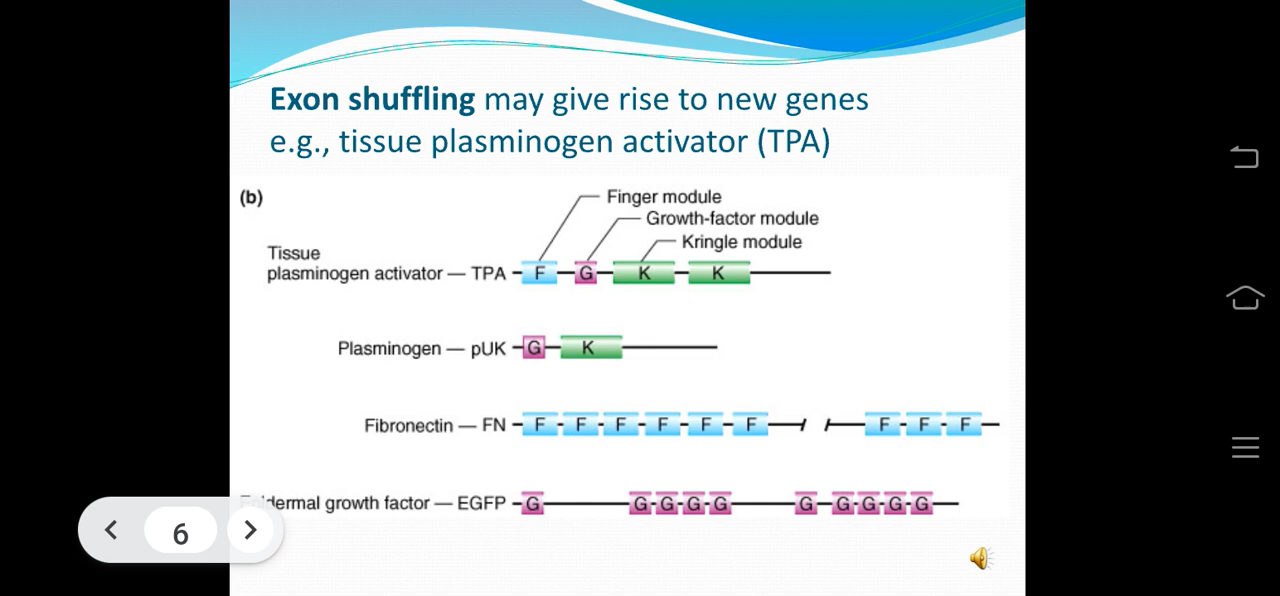 Exon shuffling may give rise to new genes
e.g., tissue plasminogen activator (TPA)
(b)
Finger module
Growth-factor module
Kringle module
Tissue
plasminogen activator — TPA F G K K
Plasminogen — pUK G K
Fibronectin — FN F F F F F F F F F
Epidermal growth factor — EGFP G G G G G G G G G G
6